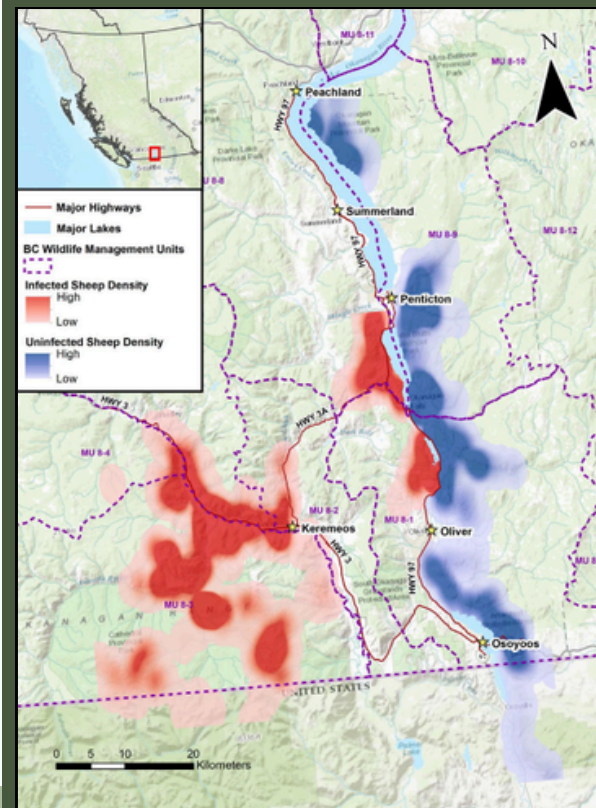 Major Highways
Major Lakes
BC Wildlife Management Units
Infected Sheep Density
High
Low
Uninfected Sheep Density
High
Low
N
MU 8-11
MU 8-10
Peachland
HWY 97
MU 8-8
Summerland
Summerland
HWY 97
MU 8-9
MU 8-12
Penticton
HWY 3
HWY 3A
MU 8-4
MU 8-2
Keremeos
MU 8-1
Oliver
HWY 3
HWY 97
MU 8-3
Osoyoos
UNITED STATES
0 5 10 20
Kilometers